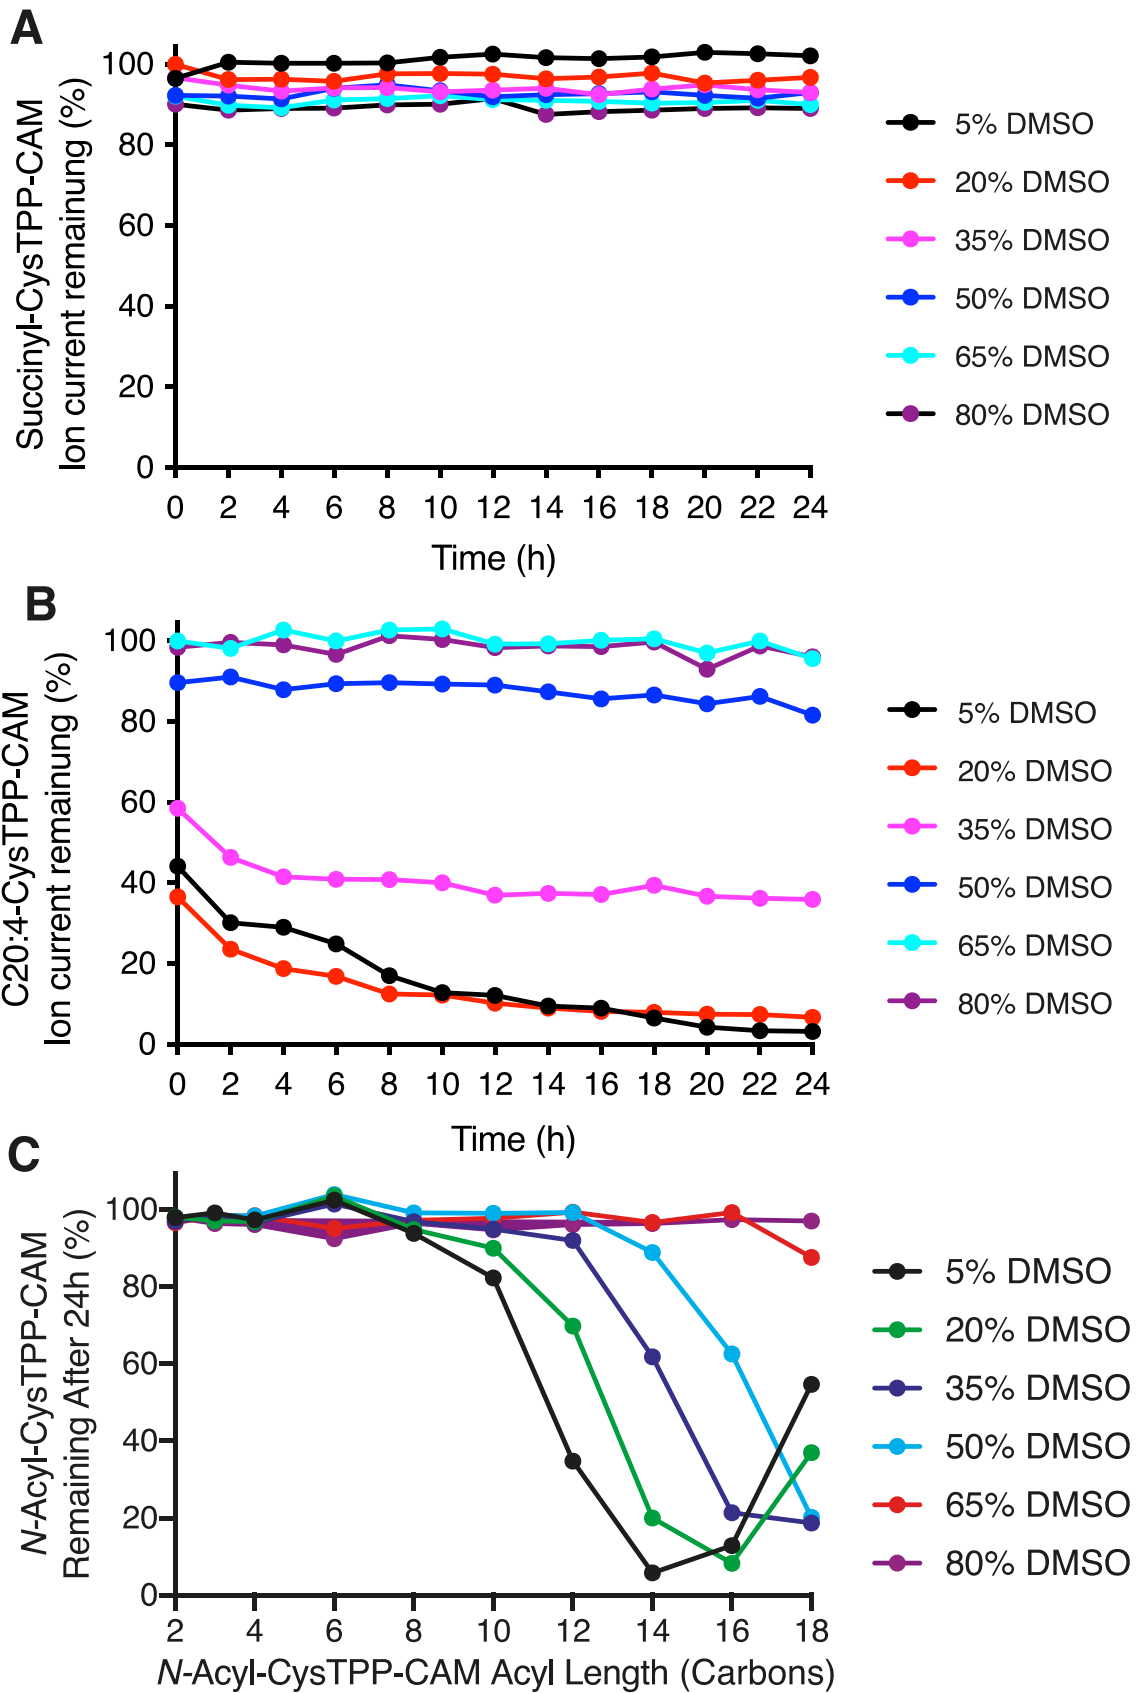 A
Succinyl-CysTPP-CAM
Ion current remainung (%)
100
80
60
40
20
0
0 2 4 6 8 10 12 14 16 18 20 22 24
Time (h)
5% DMSO
20% DMSO
35% DMSO
50% DMSO
65% DMSO
80% DMSO
B
C20:4-CysTPP-CAM
Ion current remainung (%)
100
80
60
40
20
0
0 2 4 6 8 10 12 14 16 18 20 22 24
Time (h)
5% DMSO
20% DMSO
35% DMSO
50% DMSO
65% DMSO
80% DMSO
C
N-Acyl-CysTPP-CAM
Remaining After 24h (%)
100
80
60
40
20
0
2 4 6 8 10 12 14 16 18
N-Acyl-CysTPP-CAM Acyl Length (Carbons)
5% DMSO
20% DMSO
35% DMSO
50% DMSO
65% DMSO
80% DMSO